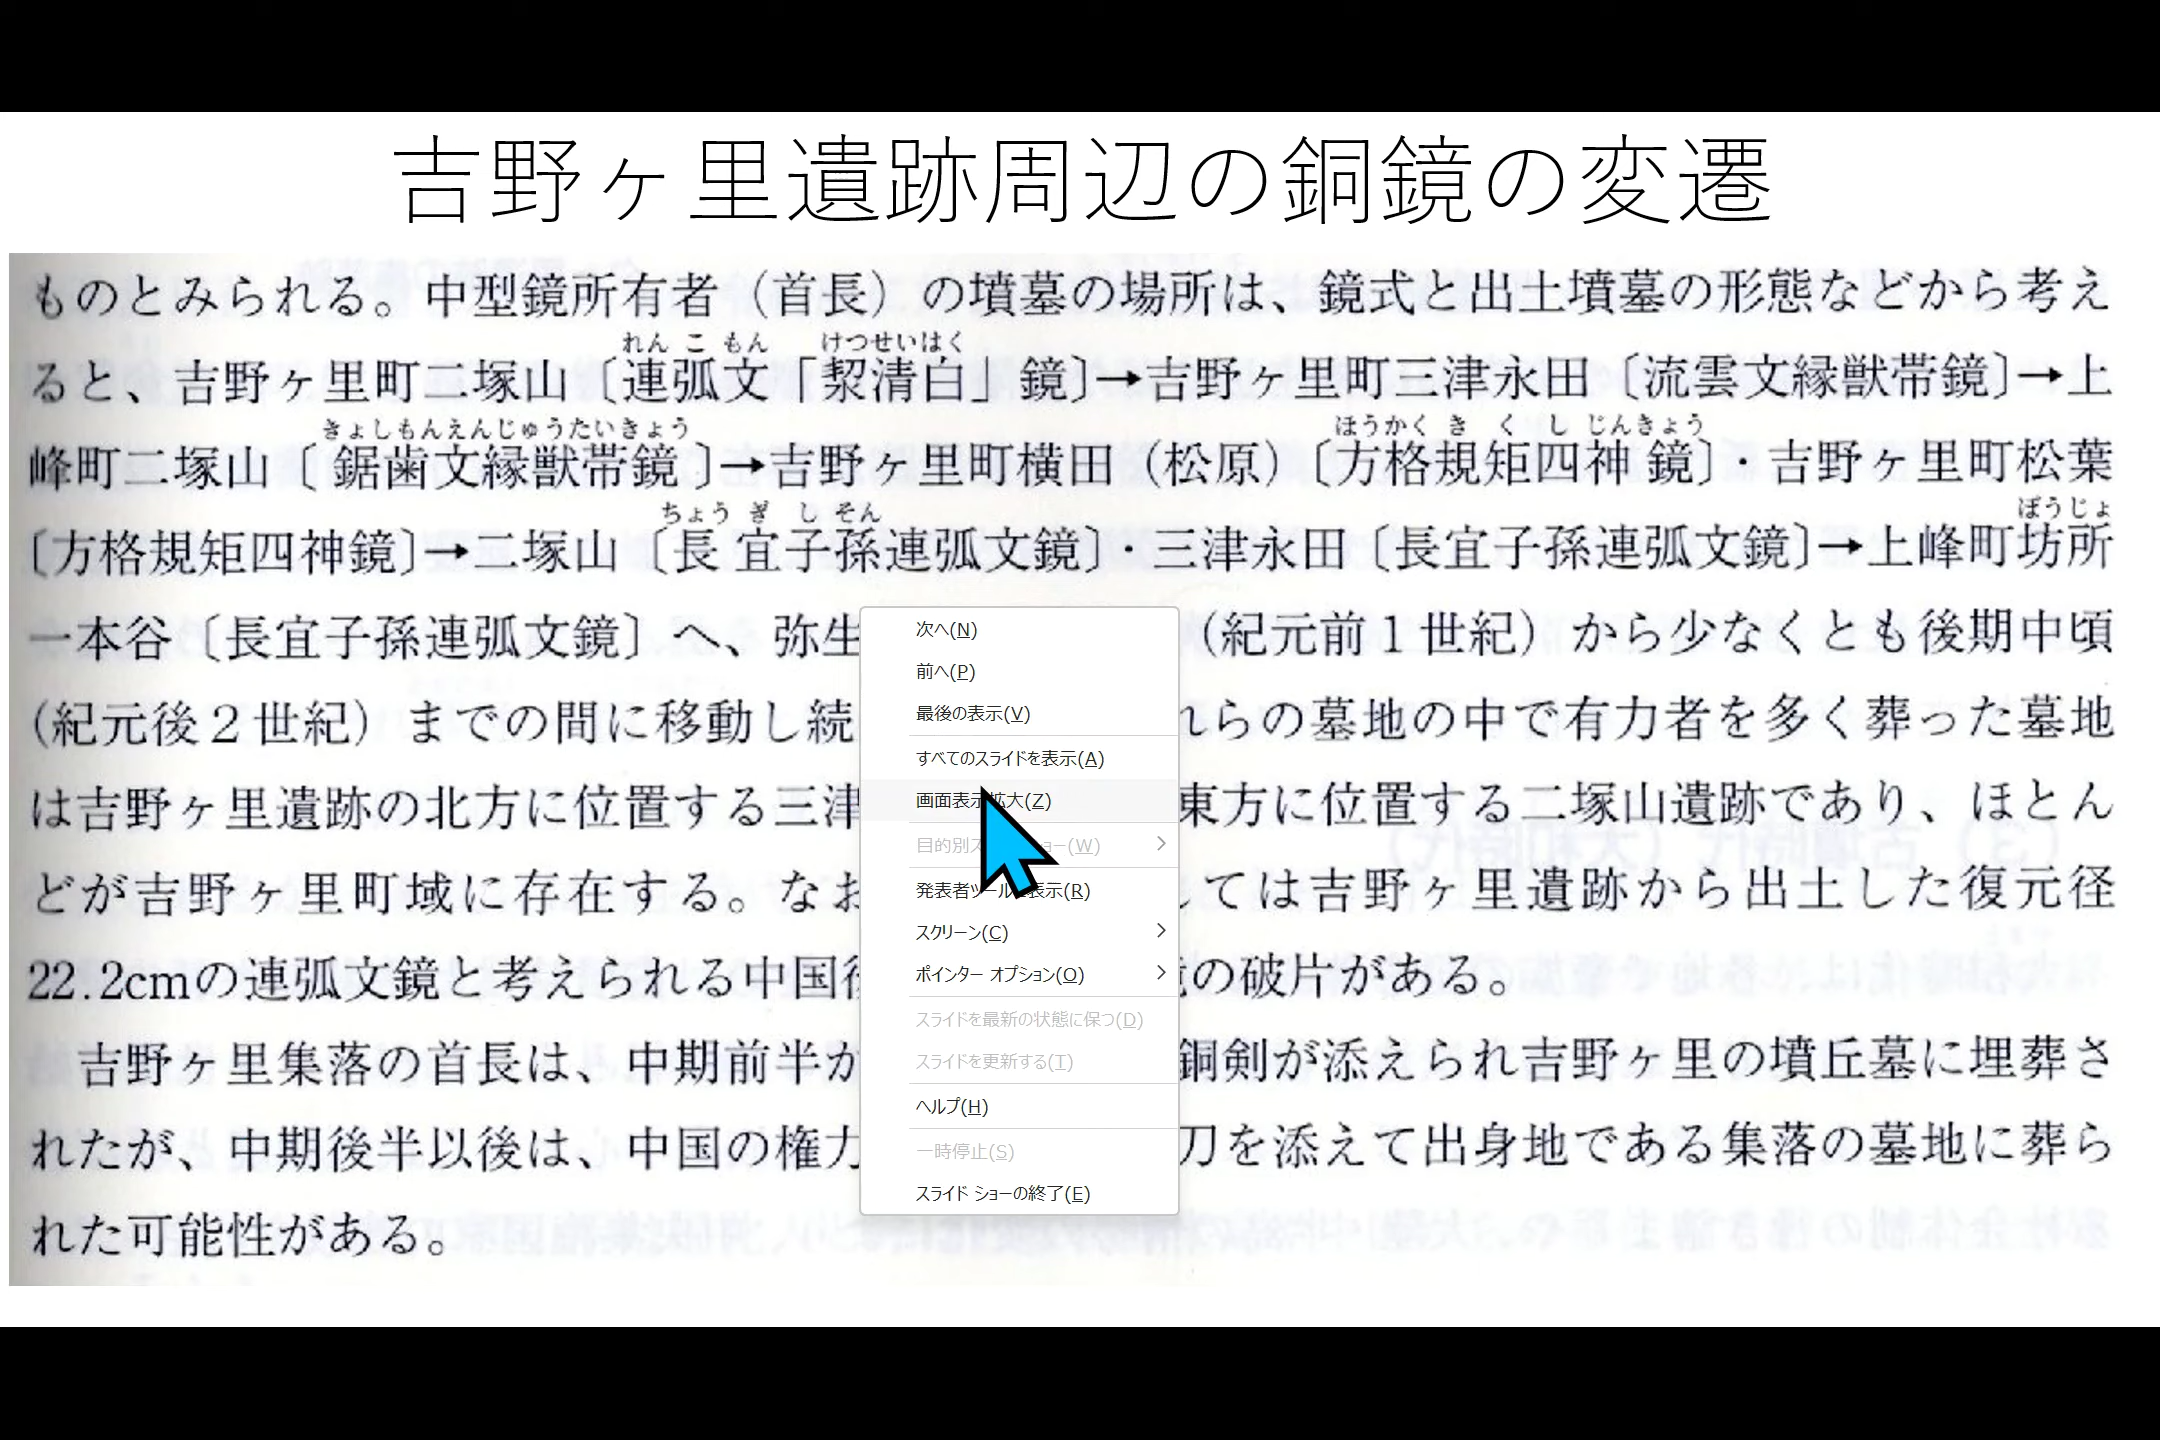 吉野ヶ里遺跡周辺の銅鏡の変遷
ものとみられる。中型鏡所有者（首長）の墳墓の場所は、鏡式と出土墳墓の形態などから考え
れんこもん けつせいはく
ると、吉野ヶ里町二塚山〔連弧文「絜清白」鏡〕→吉野ヶ里町三津永田〔流雲文縁獣帯鏡〕→上
きょしもんえんじゅうたいきょう ほうかくきくしじんきょう
峰町二塚山〔鋸歯文縁獣帯鏡〕→吉野ヶ里町横田（松原）〔方格規矩四神鏡〕・吉野ヶ里町松葉
ちょうぎしそん ぼうじょ
〔方格規矩四神鏡〕→二塚山〔長宜子孫連弧文鏡〕・三津永田〔長宜子孫連弧文鏡〕→上峰町坊所
一本谷〔長宜子孫連弧文鏡〕へ、弥生 （紀元前１世紀）から少なくとも後期中頃
（紀元後２世紀）までの間に移動し続 れらの墓地の中で有力者を多く葬った墓地
は吉野ヶ里遺跡の北方に位置する三津 東方に位置する二塚山遺跡であり、ほとん
どが吉野ヶ里町域に存在する。なお ては吉野ヶ里遺跡から出土した復元径
22.2cmの連弧文鏡と考えられる中国後 の破片がある。
吉野ヶ里集落の首長は、中期前半か 銅剣が添えられ吉野ヶ里の墳丘墓に埋葬さ
れたが、中期後半以後は、中国の権力 刀を添えて出身地である集落の墓地に葬ら
れた可能性がある。
次へ(N)
前へ(P)
最後の表示(V)
すべてのスライドを表示(A)
画面表示拡大(Z)
目的別ス ョー(W)
発表者ツール 表示(R)
スクリーン(C)
ポインター オプション(O)
スライドを最新の状態に保つ(D)
スライドを更新する(T)
ヘルプ(H)
一時停止(S)
スライド ショーの終了(E)